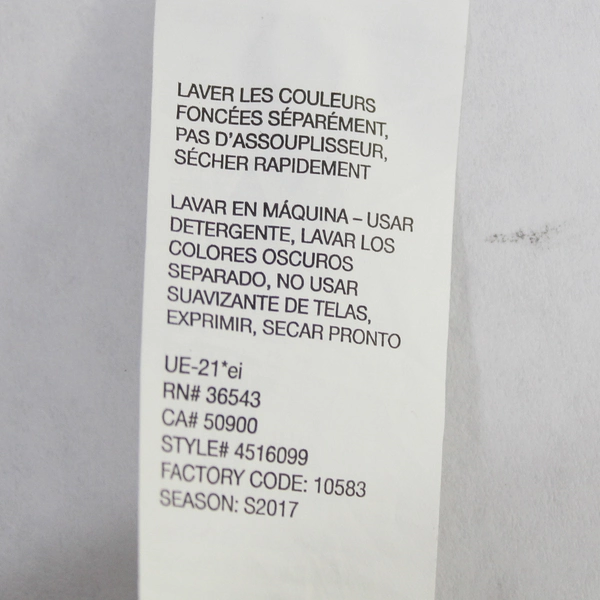 LAVER LES COULEURS
FONCÉES SÉPARÉMENT,
PAS D'ASSOUPLISSEUR,
SÉCHER RAPIDEMENT
LAVAR EN MÁQUINA – USAR
DETERGENTE, LAVAR LOS
COLORES OSCUROS
SEPARADO, NO USAR
SUAVIZANTE DE TELAS,
EXPRIMIR, SECAR PRONTO
UE-21*ei
RN# 36543
CA# 50900
STYLE# 4516099
FACTORY CODE: 10583
SEASON: S2017